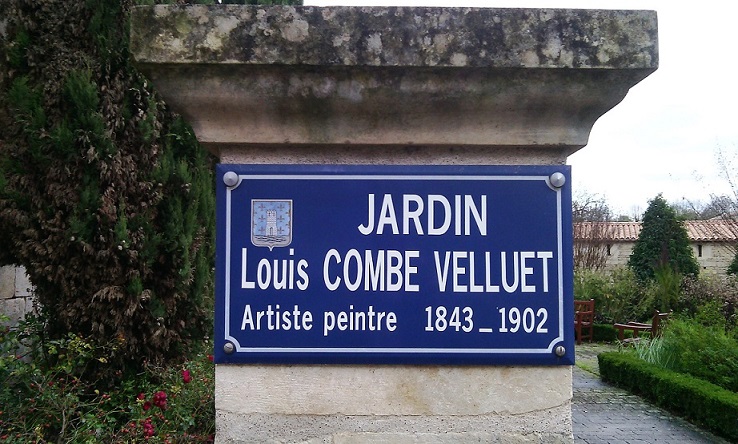 JARDIN
Louis COMBE VELLUET
Artiste peintre 1843_1902